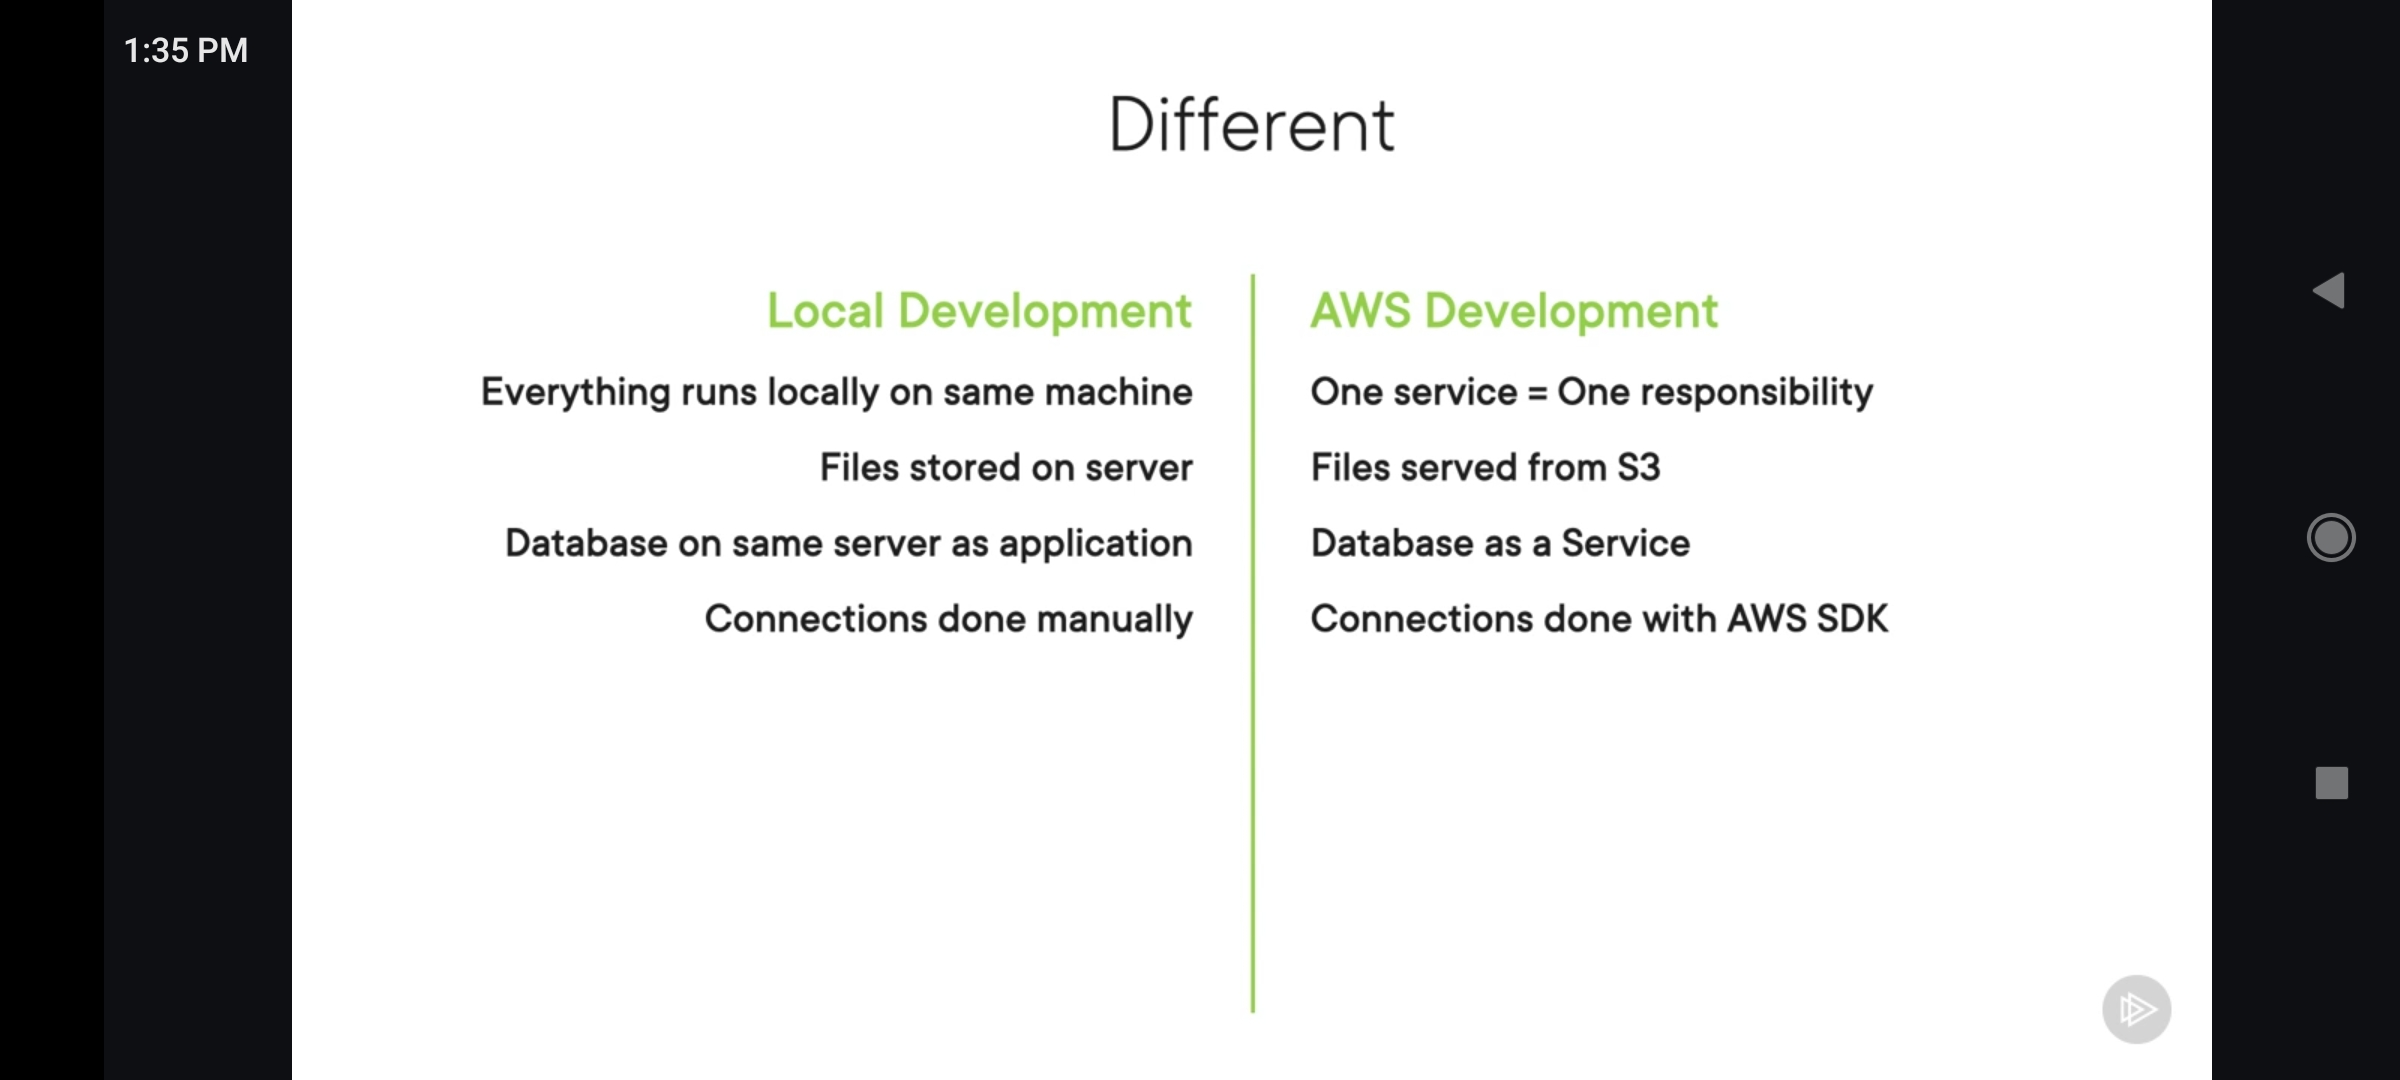 1:35 PM
Different
Local Development
Everything runs locally on same machine
Files stored on server
Database on same server as application
Connections done manually
AWS Development
One service = One responsibility
Files served from S3
Database as a Service
Connections done with AWS SDK